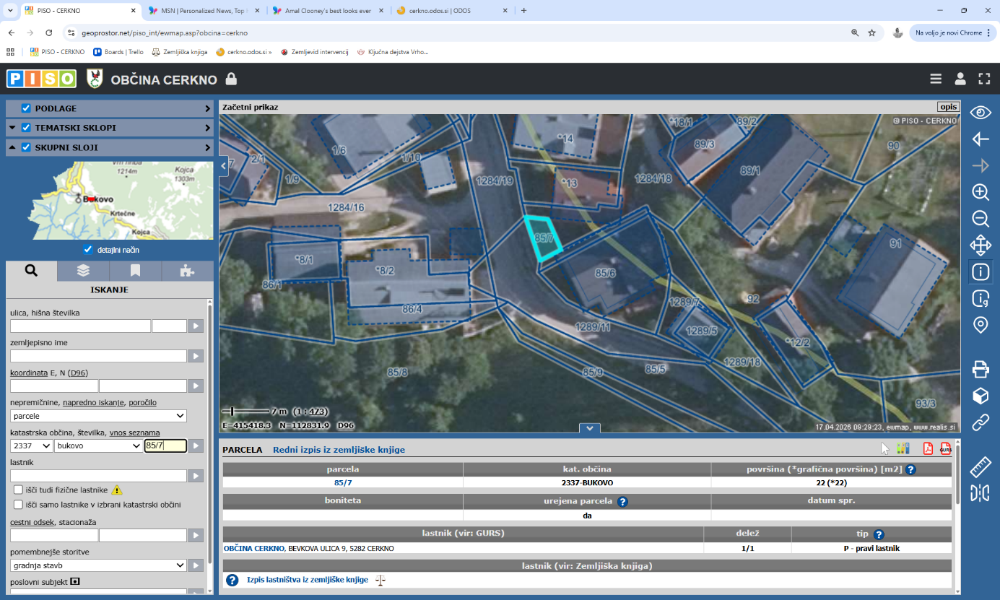 PISO - CERKNO
MSN | Personalized News, Top
Amal Clooney's best looks ever
cerkno.odos.si | ODOS
geoprostor.net/piso_int/ewmap.asp?obcina=cerkno
Na voljo je novi Chrome
PISO - CERKNO
Boards | Trello
Zemljiška knjiga
cerkno.odos.si »
Zemljevid intervencij
Ključna dejstva Vrho...
PISO
OBČINA CERKNO
PODLAGE
TEMATSKI SKLOPI
SKUPNI SLOJI
Vrh hriba
1214m
Kojca
1303m
Bukovo
Krtečne
Kojca
detajlni način
ISKANJE
ulica, hišna številka
zemljepisno ime
koordinata E, N (D96)
nepremičnine, napredno iskanje, poročilo
parcele
katastrska občina, številka, vnos seznama
2337 bukovo 85/7
lastnik
išči tudi fizične lastnike
išči samo lastnike v izbrani katastrski občini
cestni odsek, stacionaža
pomembnejše storitve
gradnja stavb
poslovni subjekt
Začetni prikaz
opis
© PISO - CERKNO
*14
*18/1
89/2
1/6
89/3
90
1/10
*2/1
7
1/9
1284/19
*13
1284/18
89/1
1284/16
85/7
91
*8/1
*8/2
86/1
85/6
86/4
1289/7
92
1289/11
1289/5
*12/2
1289/18
85/8
85/9
85/5
93/3
7 m (1 : 473)
E=415418.3 N=112831.9 D96
17.04.2026 09:29:23, ewmap, www.realis.si
PARCELA Redni izpis iz zemljiške knjige
GURS
parcela kat. občina površina (*grafična površina) [m2]
85/7 2337-BUKOVO 22 (*22)
boniteta urejena parcela datum spr.
da
lastnik (vir: GURS) delež tip
OBČINA CERKNO, BEVKOVA ULICA 9, 5282 CERKNO 1/1 P - pravi lastnik
lastnik (vir: Zemljiška knjiga)
Izpis lastništva iz zemljiške knjige